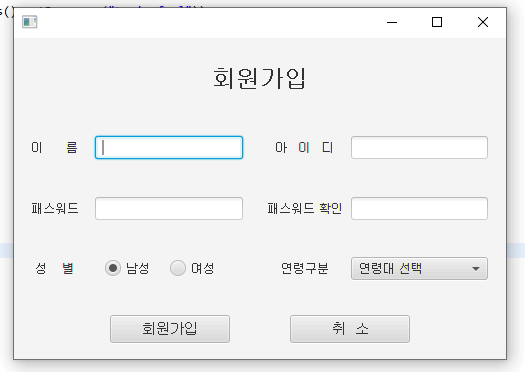 회원가입
이 름 아 이 디
패스워드 패스워드 확인
성 별 남성 여성 연령구분 연령대 선택
회원가입 취 소